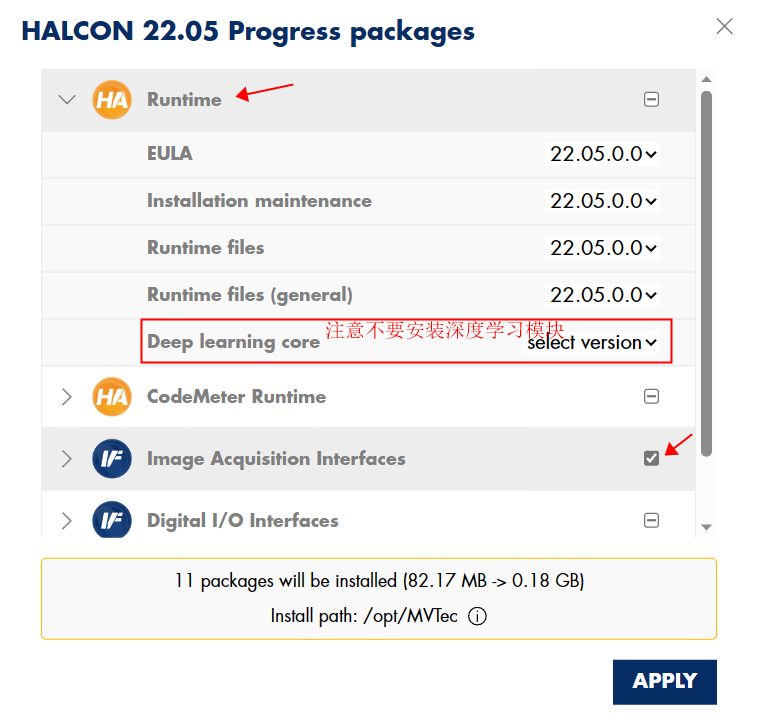 HALCON 22.05 Progress packages
HA Runtime
EULA 22.05.0.0
Installation maintenance 22.05.0.0
Runtime files 22.05.0.0
Runtime files (general) 22.05.0.0
注意不要安装深度学习模块
Deep learning core select version
HA CodeMeter Runtime
IF Image Acquisition Interfaces
IF Digital I/O Interfaces
11 packages will be installed (82.17 MB -> 0.18 GB)
Install path: /opt/MVTec
APPLY